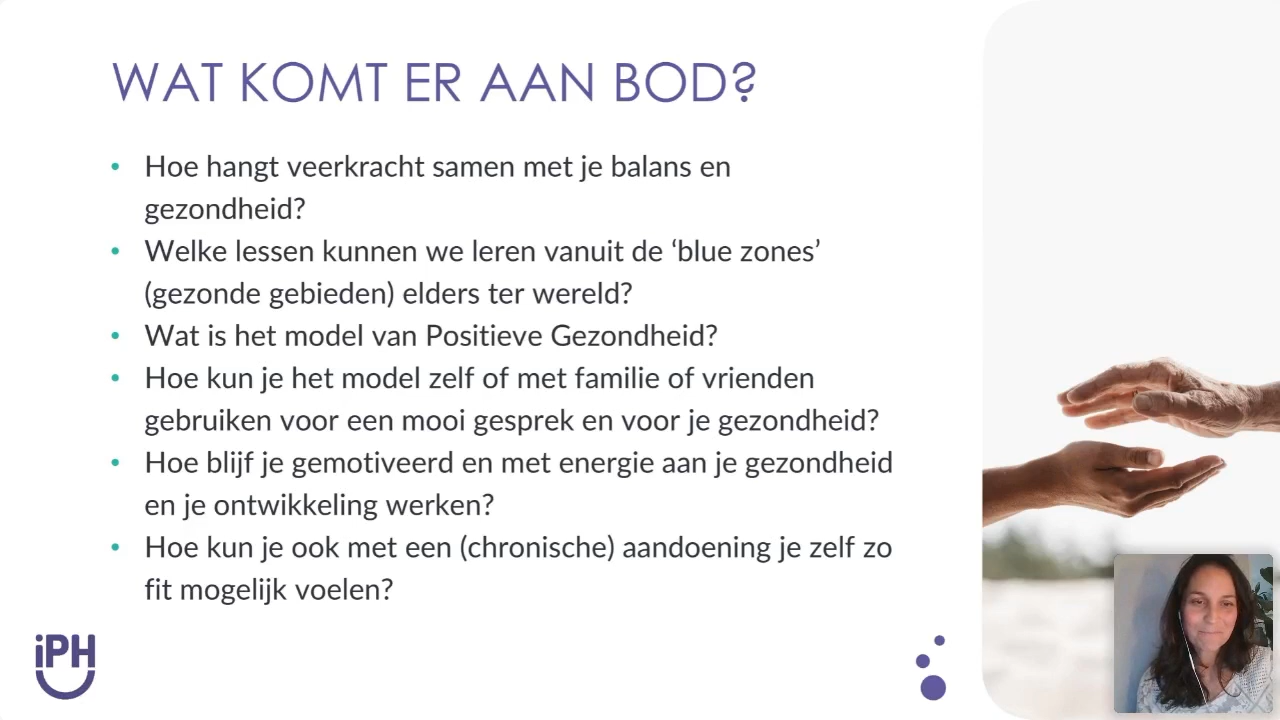 WAT KOMT ER AAN BOD?
• Hoe hangt veerkracht samen met je balans en
gezondheid?
• Welke lessen kunnen we leren vanuit de ‘blue zones’
(gezonde gebieden) elders ter wereld?
• Wat is het model van Positieve Gezondheid?
• Hoe kun je het model zelf of met familie of vrienden
gebruiken voor een mooi gesprek en voor je gezondheid?
• Hoe blijf je gemotiveerd en met energie aan je gezondheid
en je ontwikkeling werken?
• Hoe kun je ook met een (chronische) aandoening je zelf zo
fit mogelijk voelen?
iPH